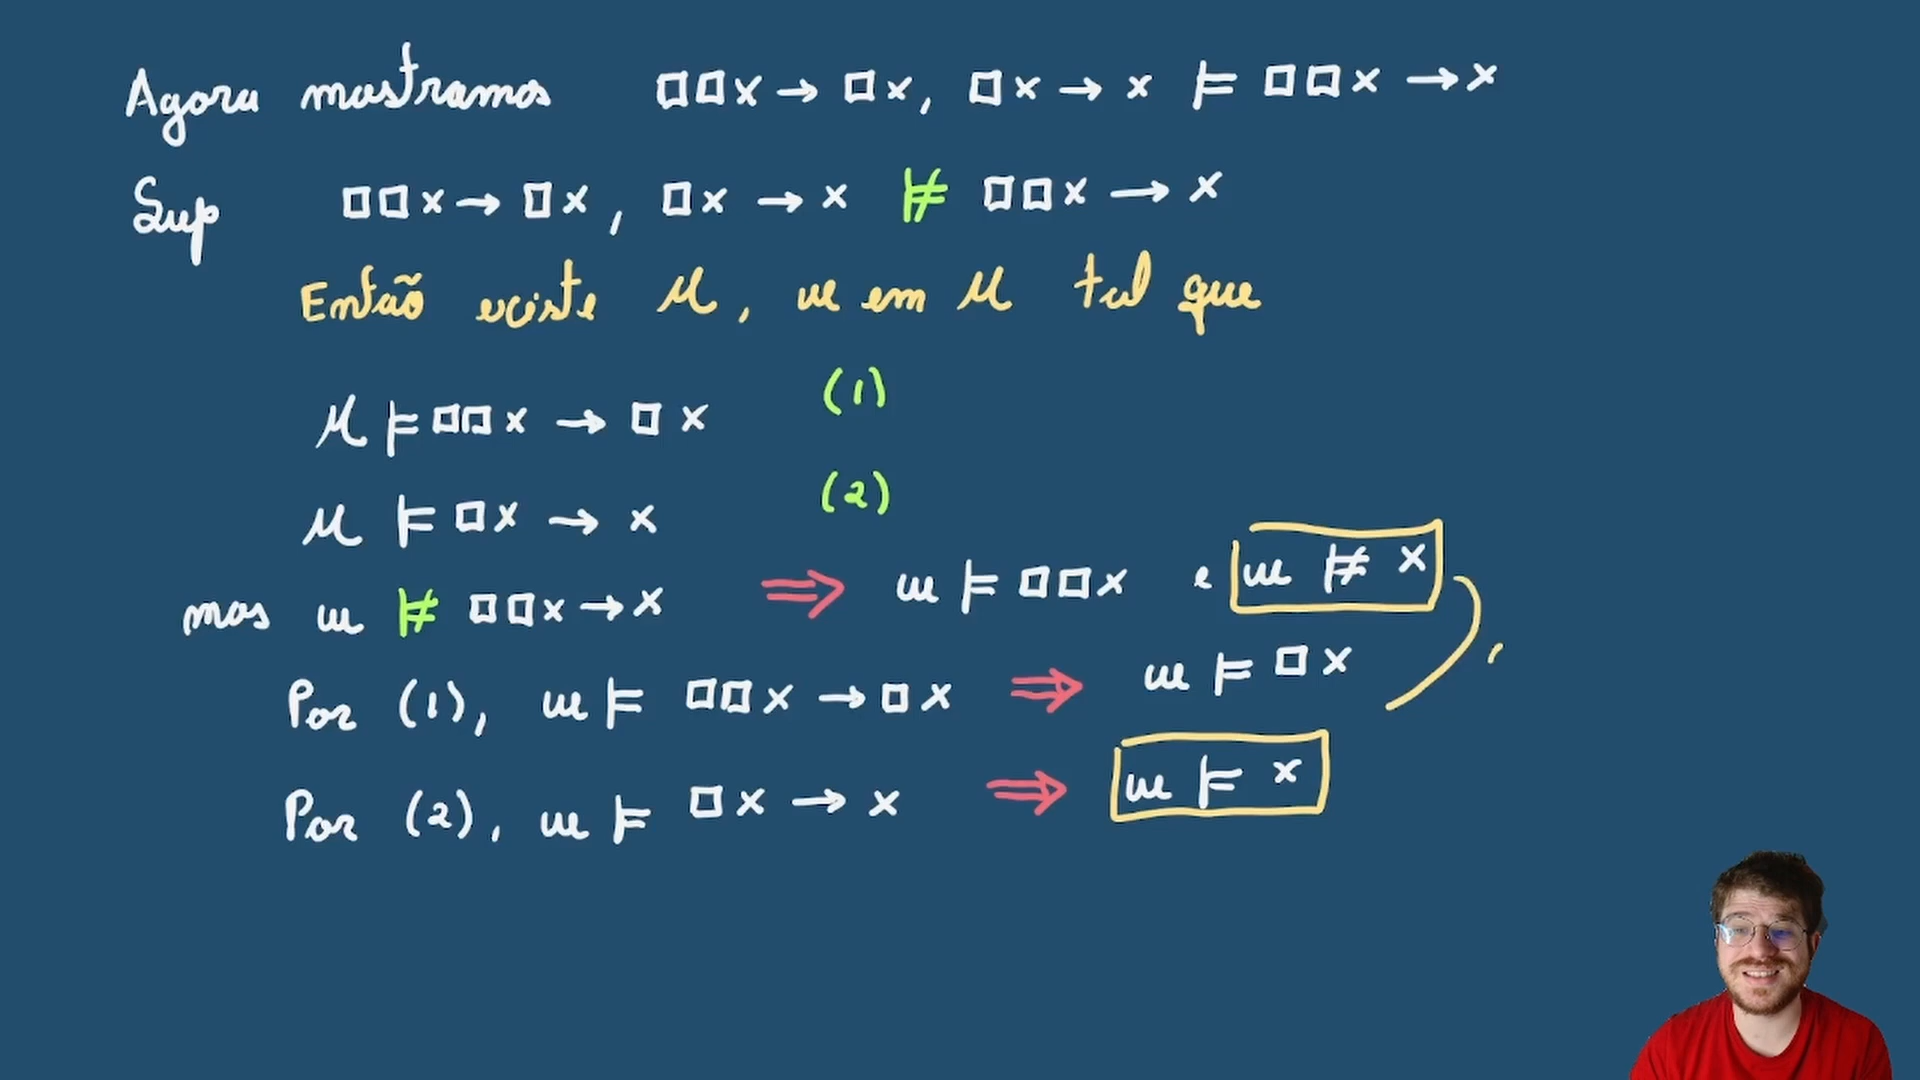 Agora mostramos □□x → □x, □x → x ⊨ □□x → x
Sup □□x → □x, □x → x ⊭ □□x → x
Então existe M, w em M tal que
M ⊨ □□x → □x (1)
M ⊨ □x → x (2)
mas w ⊭ □□x → x ⇒ w ⊨ □□x e w ⊭ x
Por (1), w ⊨ □□x → □x ⇒ w ⊨ □x
Por (2), w ⊨ □x → x ⇒ w ⊨ x